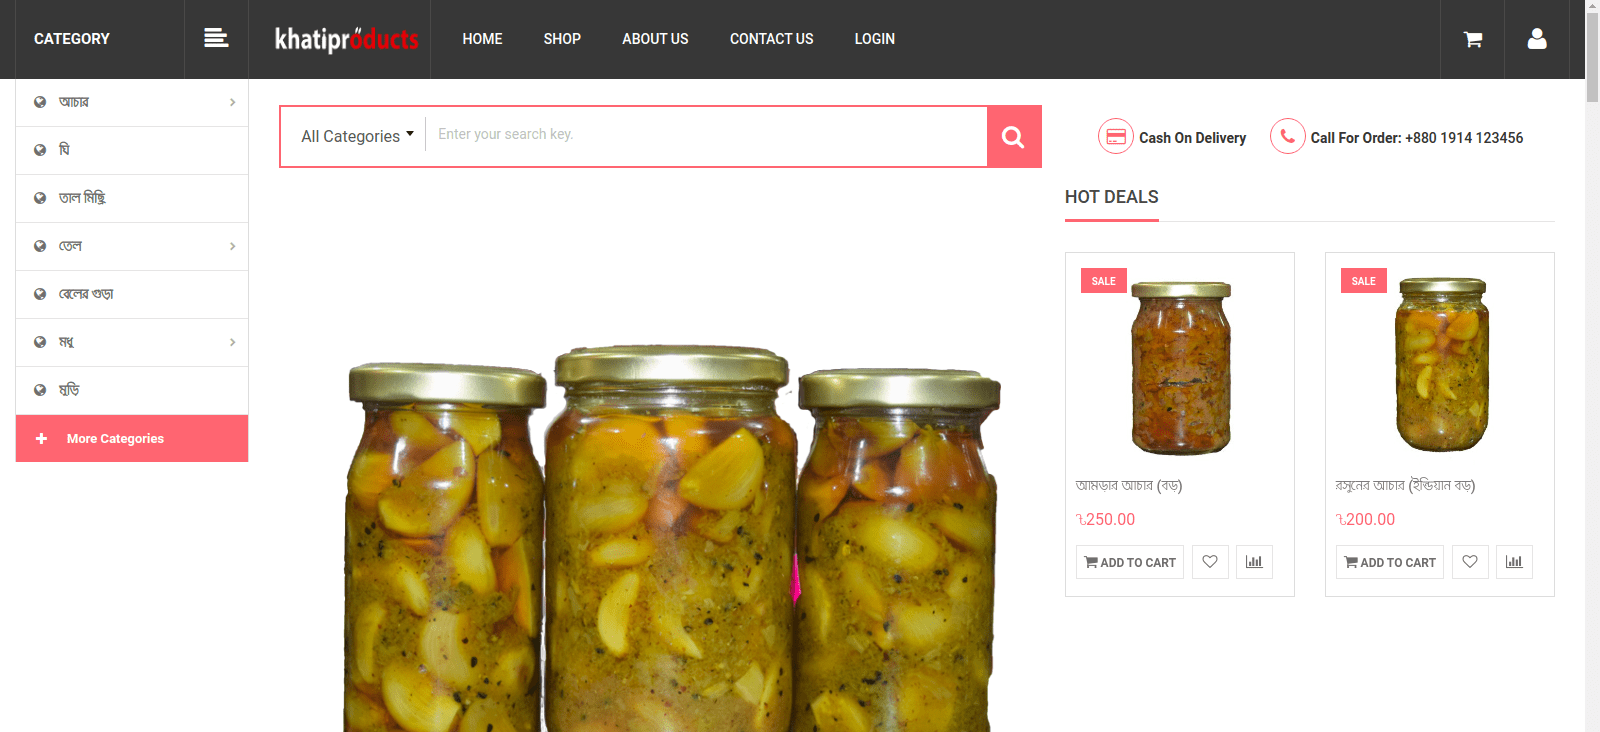 CATEGORY
khatiproducts
HOME
SHOP
ABOUT US
CONTACT US
LOGIN
আচার
ঘি
তাল মিছ্রি
তেল
বেলের গুড়া
মধু
মুড়ি
More Categories
All Categories
Enter your search key.
Cash On Delivery
Call For Order: +880 1914 123456
HOT DEALS
SALE
আমড়ার আচার (বড়)
৳250.00
ADD TO CART
SALE
রসুনের আচার (ইন্ডিয়ান বড়)
৳200.00
ADD TO CART